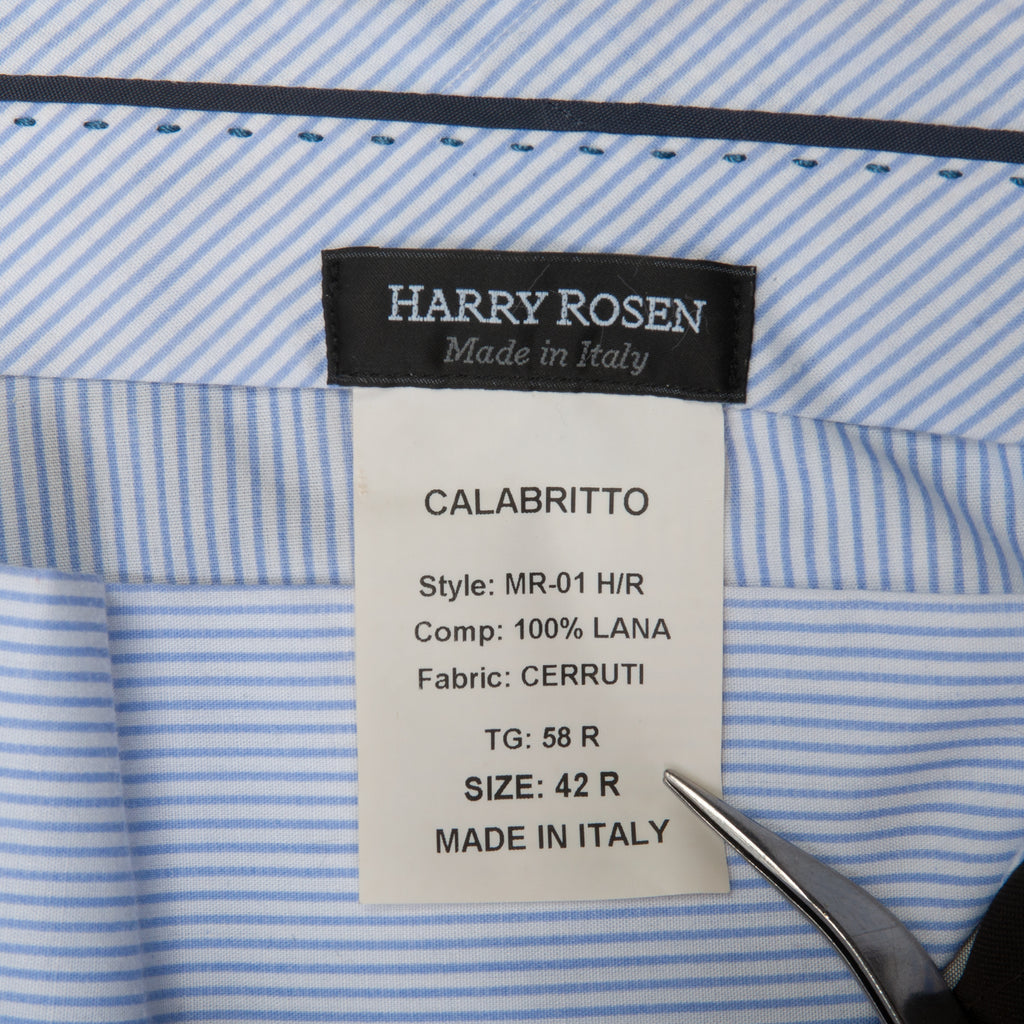 HARRY ROSEN
Made in Italy
CALABRITTO
Style: MR-01 H/R
Comp: 100% LANA
Fabric: CERRUTI
TG: 58 R
SIZE: 42 R
MADE IN ITALY